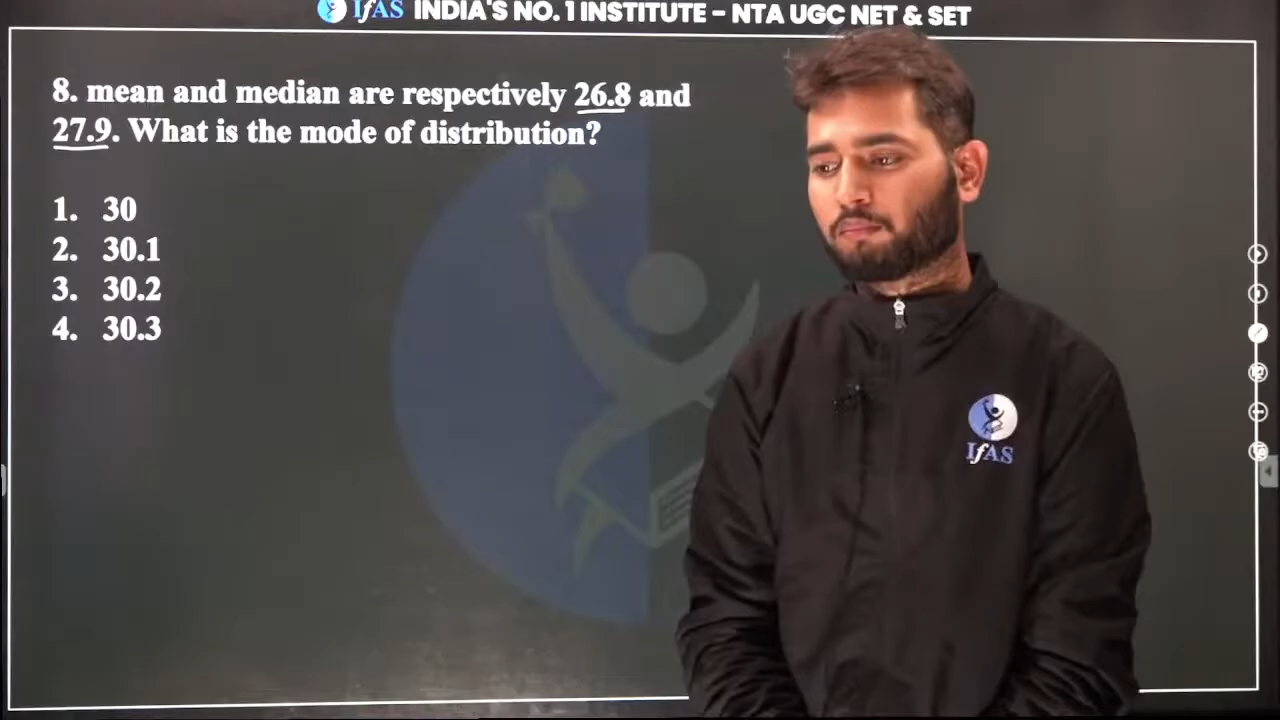 IfAS INDIA'S NO. 1 INSTITUTE – NTA UGC NET & SET
8. mean and median are respectively 26.8 and
27.9. What is the mode of distribution?
1. 30
2. 30.1
3. 30.2
4. 30.3
IfAS